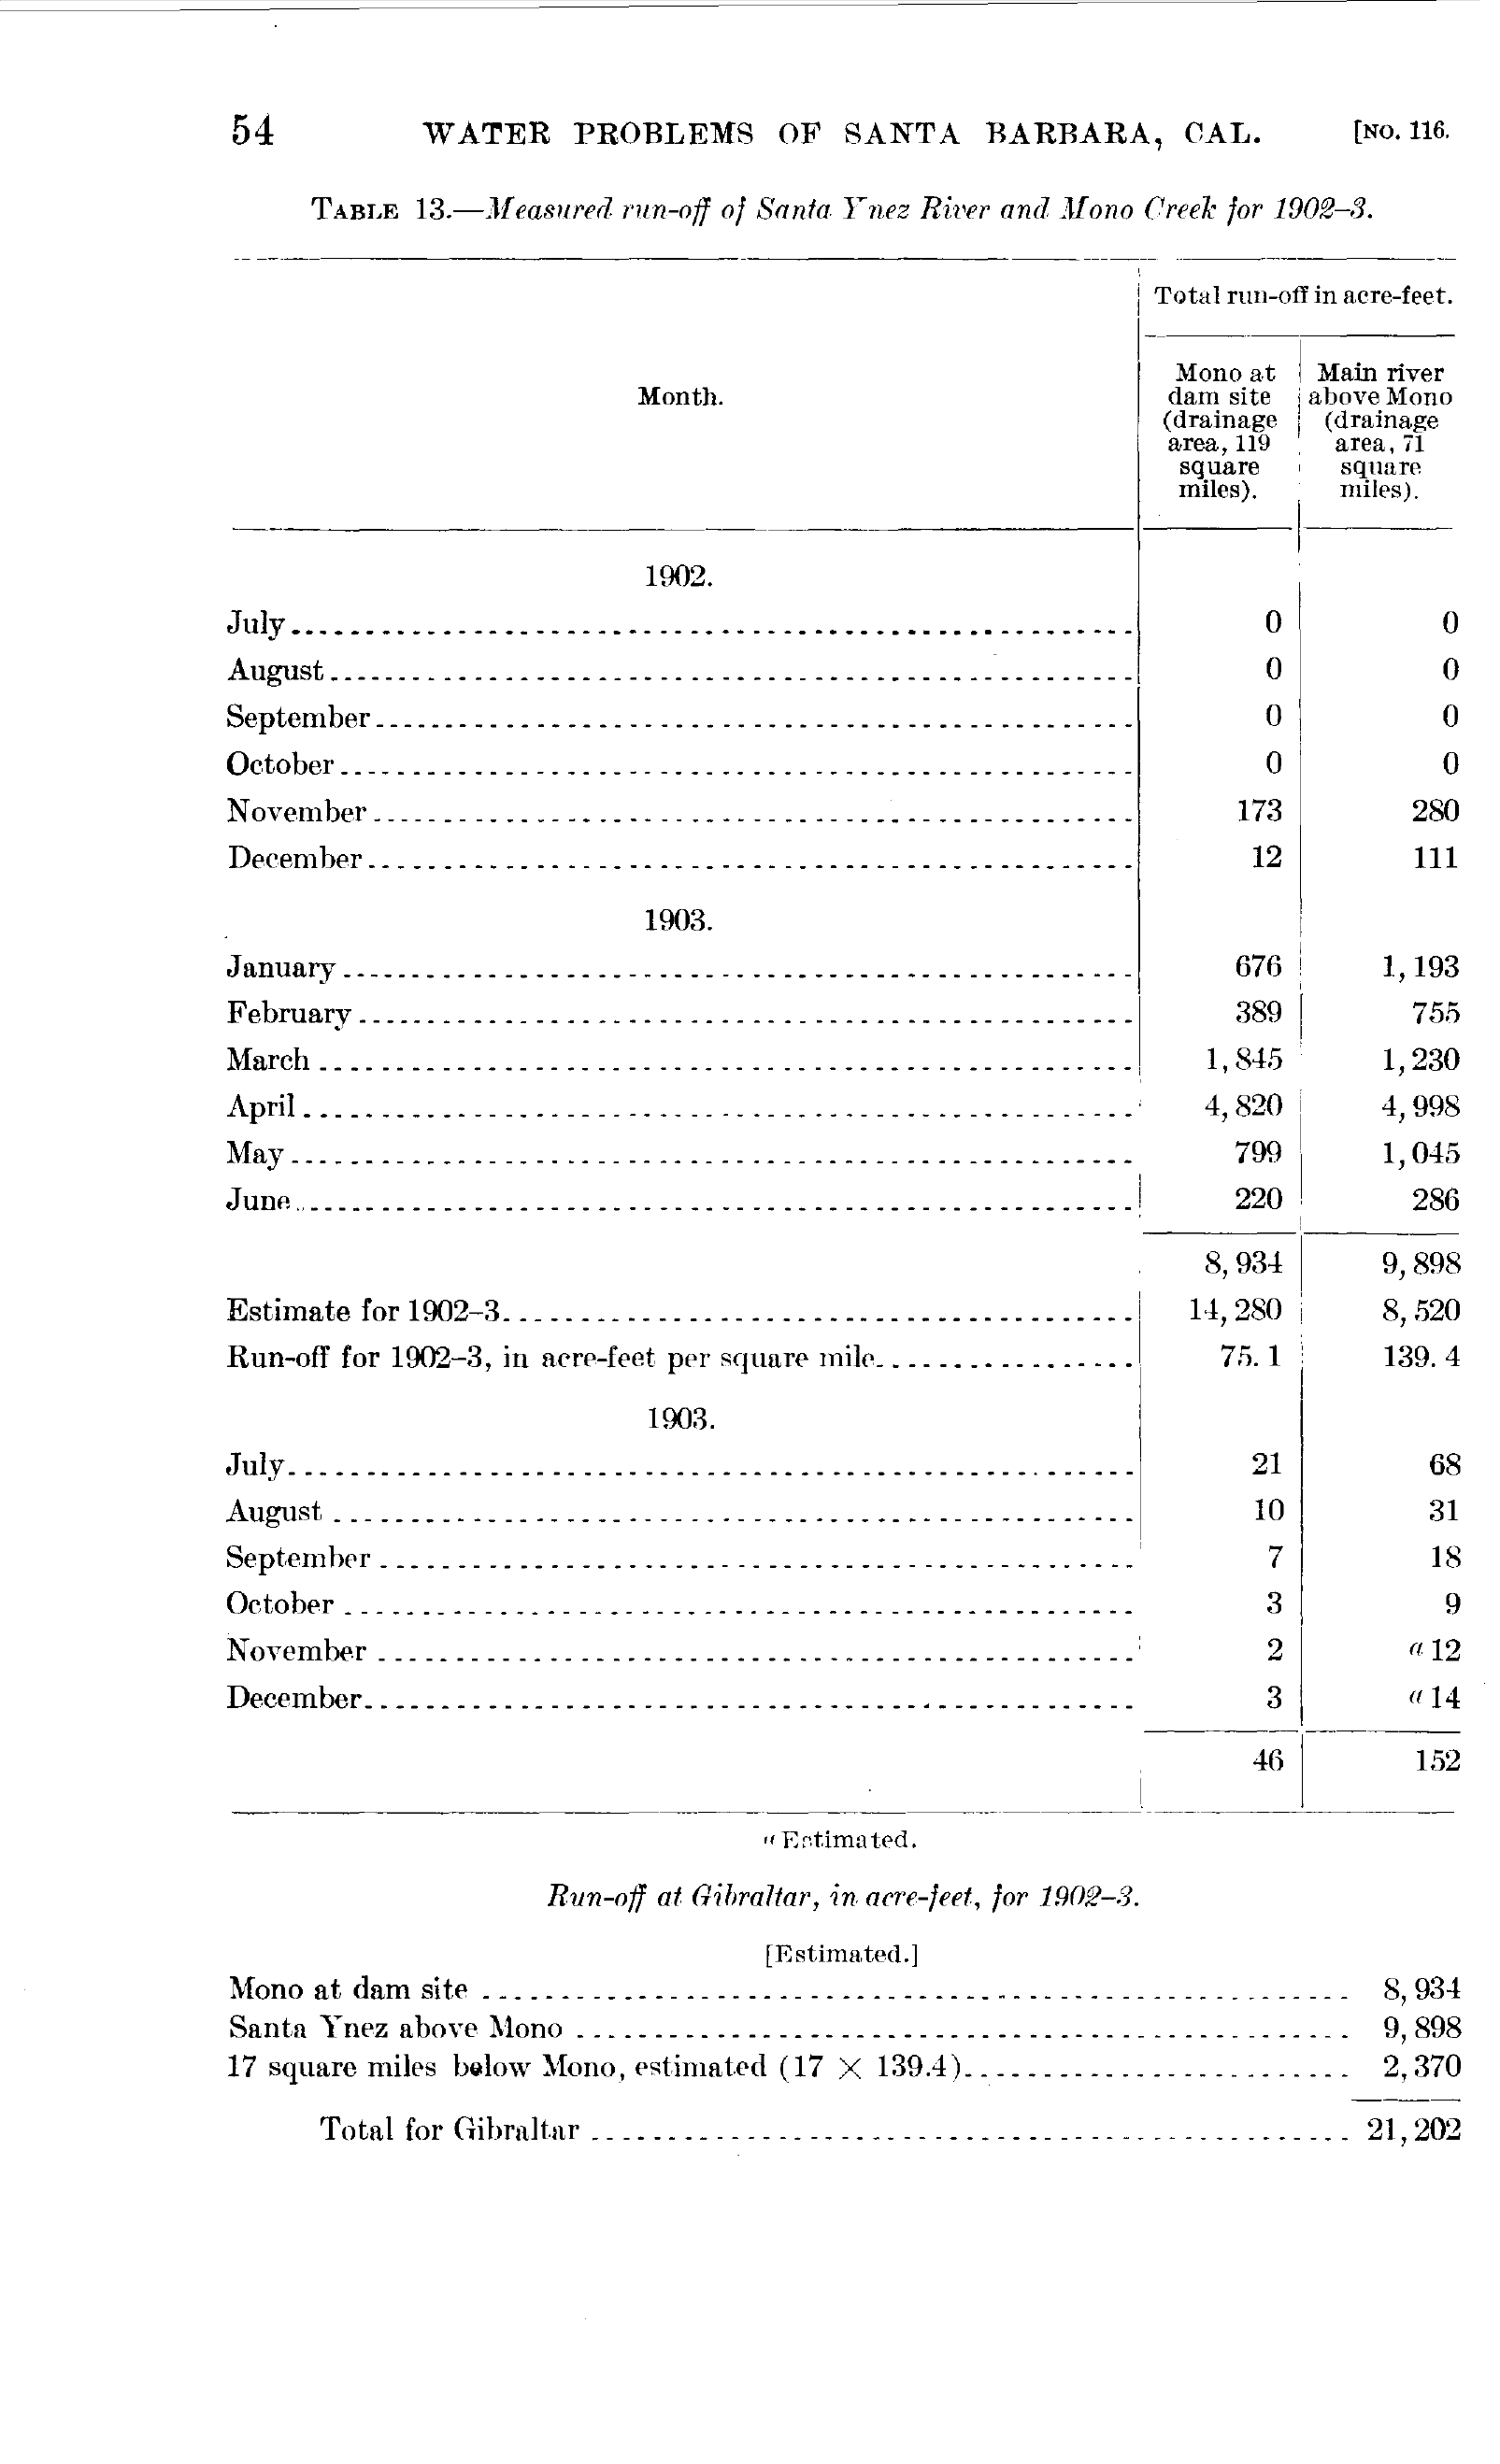 54 WATER PROBLEMS OF SANTA BARBARA, CAL. [NO. 116.
TABLE 13.—Measured run-off of Santa Ynez River and Mono Creek for 1902–3.
Month.
Total run-off in acre-feet.
Mono at dam site (drainage area, 119 square miles).
Main river above Mono (drainage area, 71 square miles).
1902.
July 0 0
August 0 0
September 0 0
October 0 0
November 173 280
December 12 111
1903.
January 676 1,193
February 389 755
March 1,845 1,230
April 4,820 4,998
May 799 1,045
June 220 286
8,934 9,898
Estimate for 1902–3 14,280 8,520
Run-off for 1902–3, in acre-feet per square mile 75.1 139.4
1903.
July 21 68
August 10 31
September 7 18
October 3 9
November 2 a 12
December 3 a 14
46 152
a Estimated.
Run-off at Gibraltar, in acre-feet, for 1902–3.
[Estimated.]
Mono at dam site 8,934
Santa Ynez above Mono 9,898
17 square miles below Mono, estimated (17 × 139.4) 2,370
Total for Gibraltar 21,202